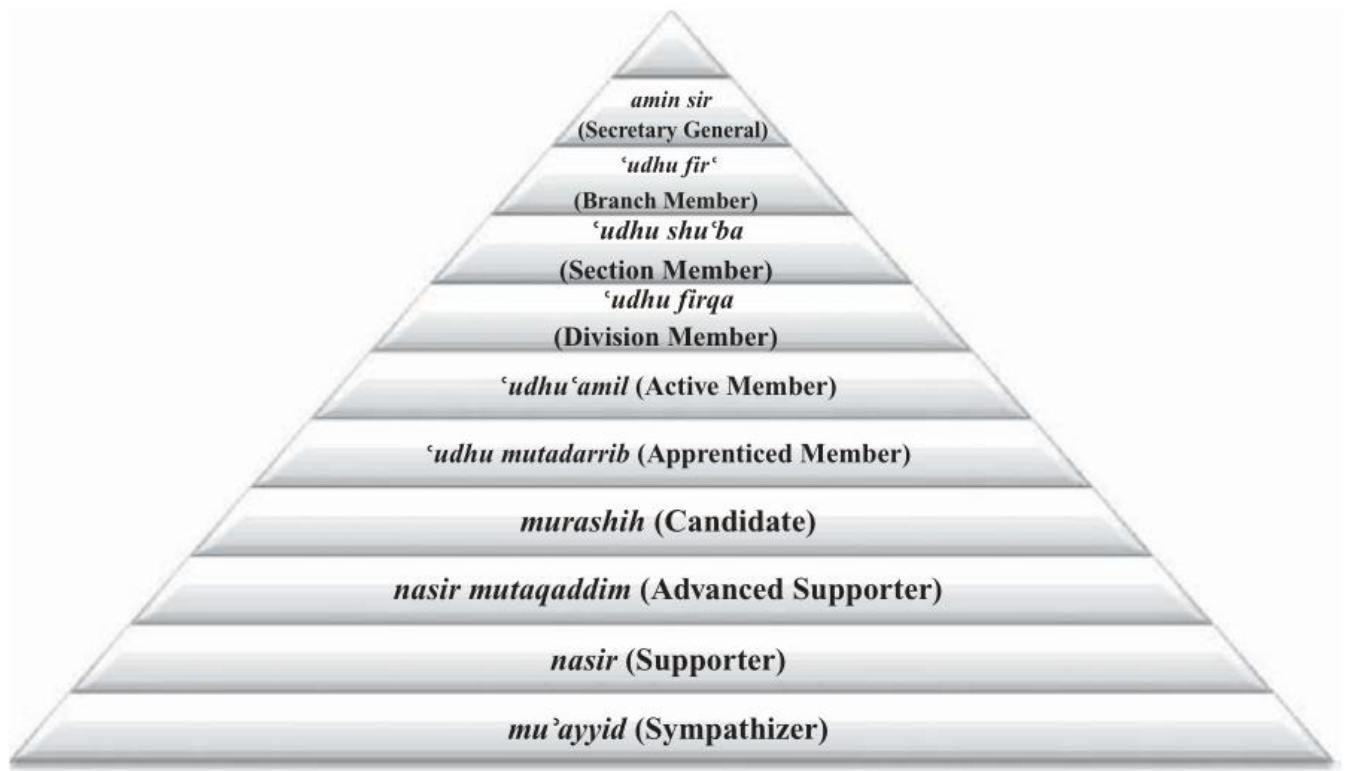 amin sir
(Secretary General)
ʿudhu firʿ
(Branch Member)
ʿudhu shuʿba
(Section Member)
ʿudhu firqa
(Division Member)
ʿudhuʿamil (Active Member)
ʿudhu mutadarrib (Apprenticed Member)
murashih (Candidate)
nasir mutaqaddim (Advanced Supporter)
nasir (Supporter)
muʾayyid (Sympathizer)